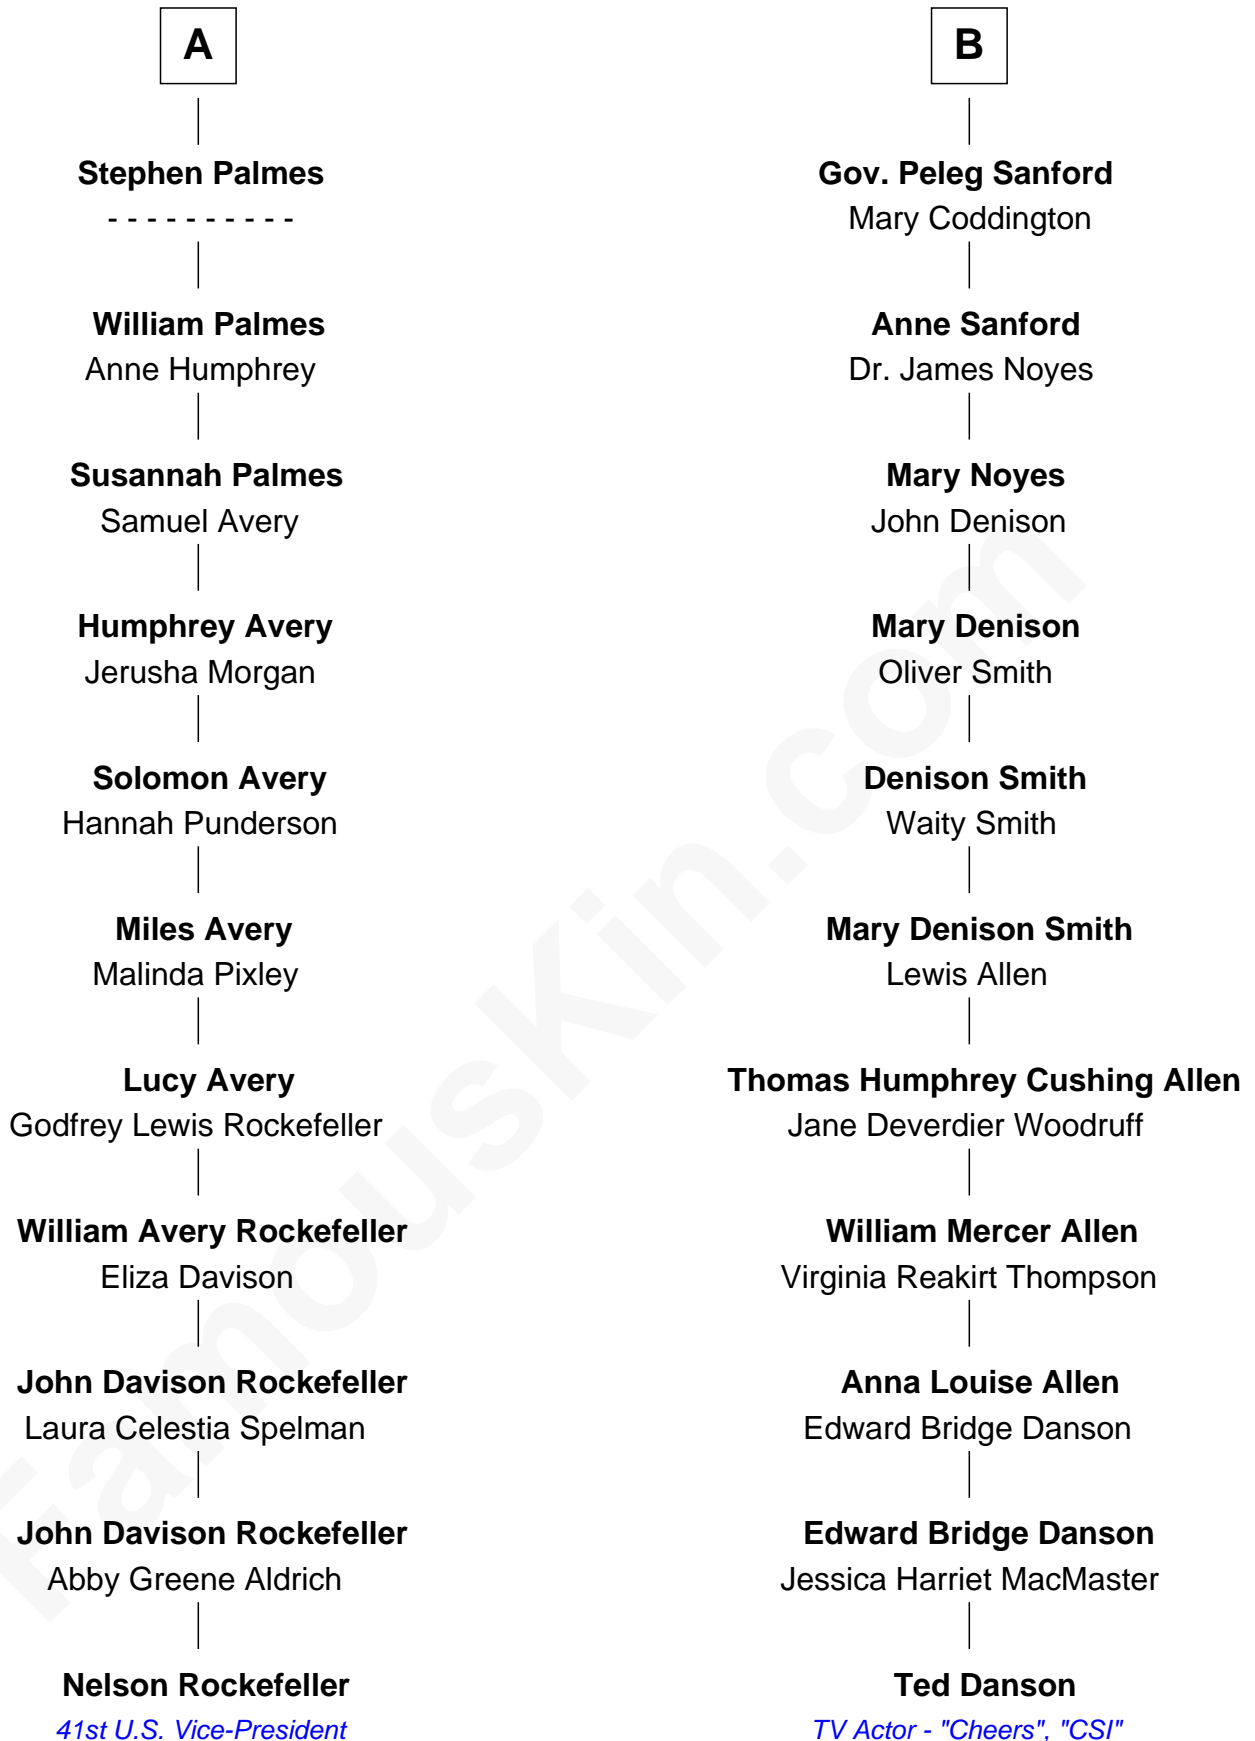 A
Stephen Palmes
- - - - - - - - - -
William Palmes
Anne Humphrey
Susannah Palmes
Samuel Avery
Humphrey Avery
Jerusha Morgan
Solomon Avery
Hannah Punderson
Miles Avery
Malinda Pixley
Lucy Avery
Godfrey Lewis Rockefeller
William Avery Rockefeller
Eliza Davison
John Davison Rockefeller
Laura Celestia Spelman
John Davison Rockefeller
Abby Greene Aldrich
Nelson Rockefeller
41st U.S. Vice-President
B
Gov. Peleg Sanford
Mary Coddington
Anne Sanford
Dr. James Noyes
Mary Noyes
John Denison
Mary Denison
Oliver Smith
Denison Smith
Waity Smith
Mary Denison Smith
Lewis Allen
Thomas Humphrey Cushing Allen
Jane Deverdier Woodruff
William Mercer Allen
Virginia Reakirt Thompson
Anna Louise Allen
Edward Bridge Danson
Edward Bridge Danson
Jessica Harriet MacMaster
Ted Danson
TV Actor - "Cheers", "CSI"
FamousKin.com